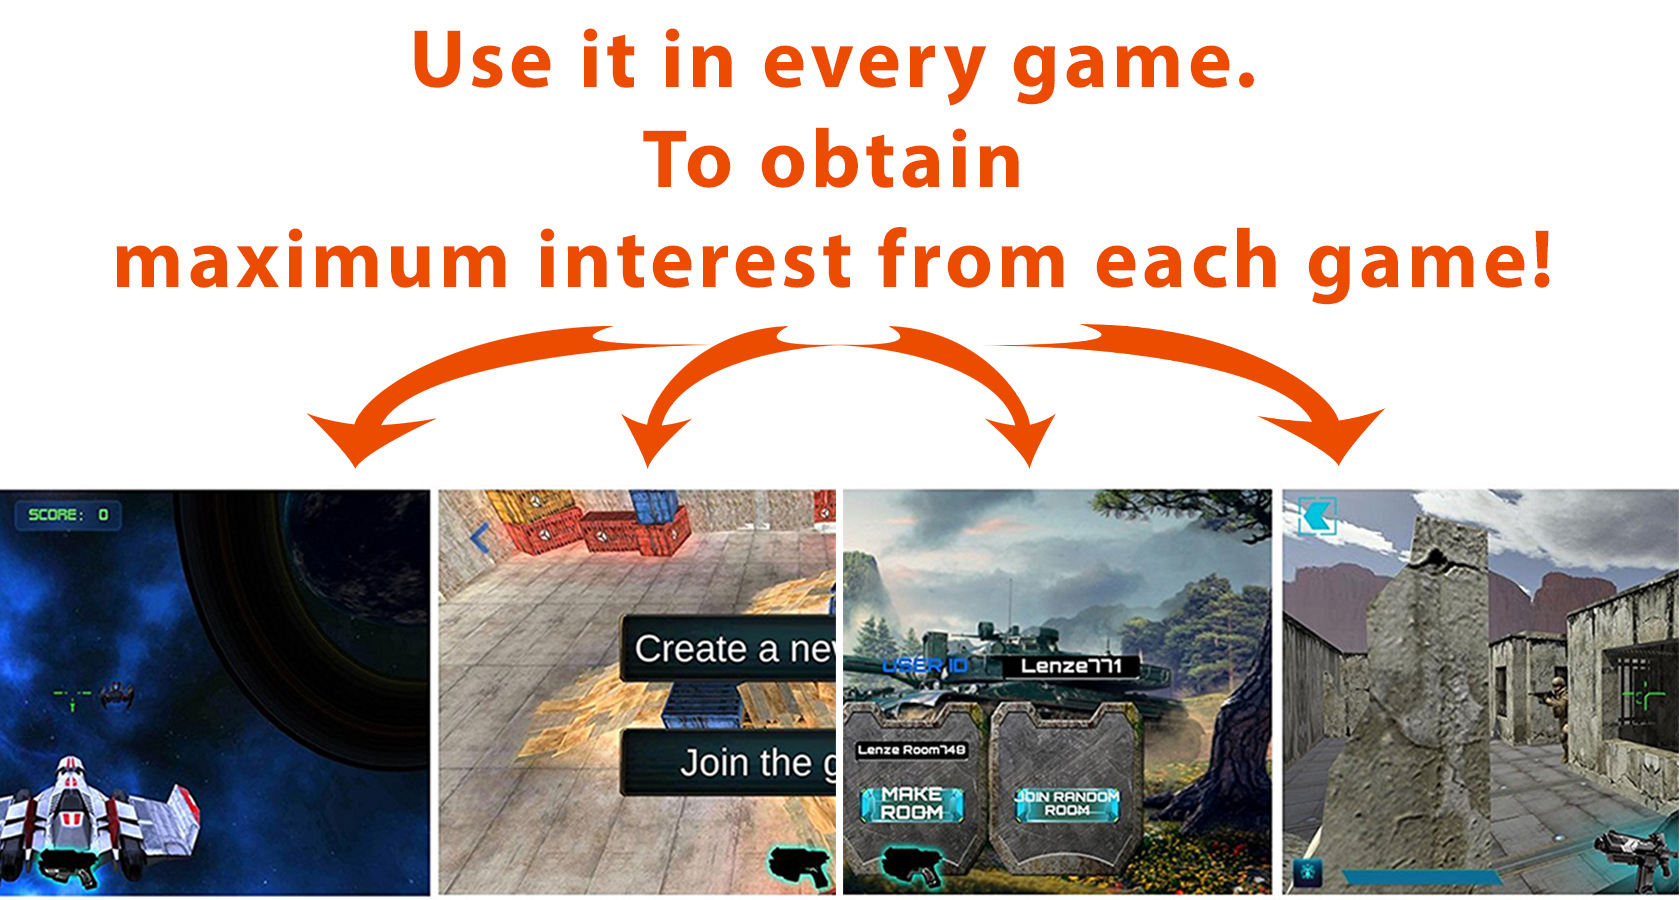 Use it in every game.
To obtain
maximum interest from each game!
SCORE: 0
Create a new
Join the g
USER ID
Lenze771
Lenze Room748
MAKE
ROOM
JOIN RANDOM
ROOM